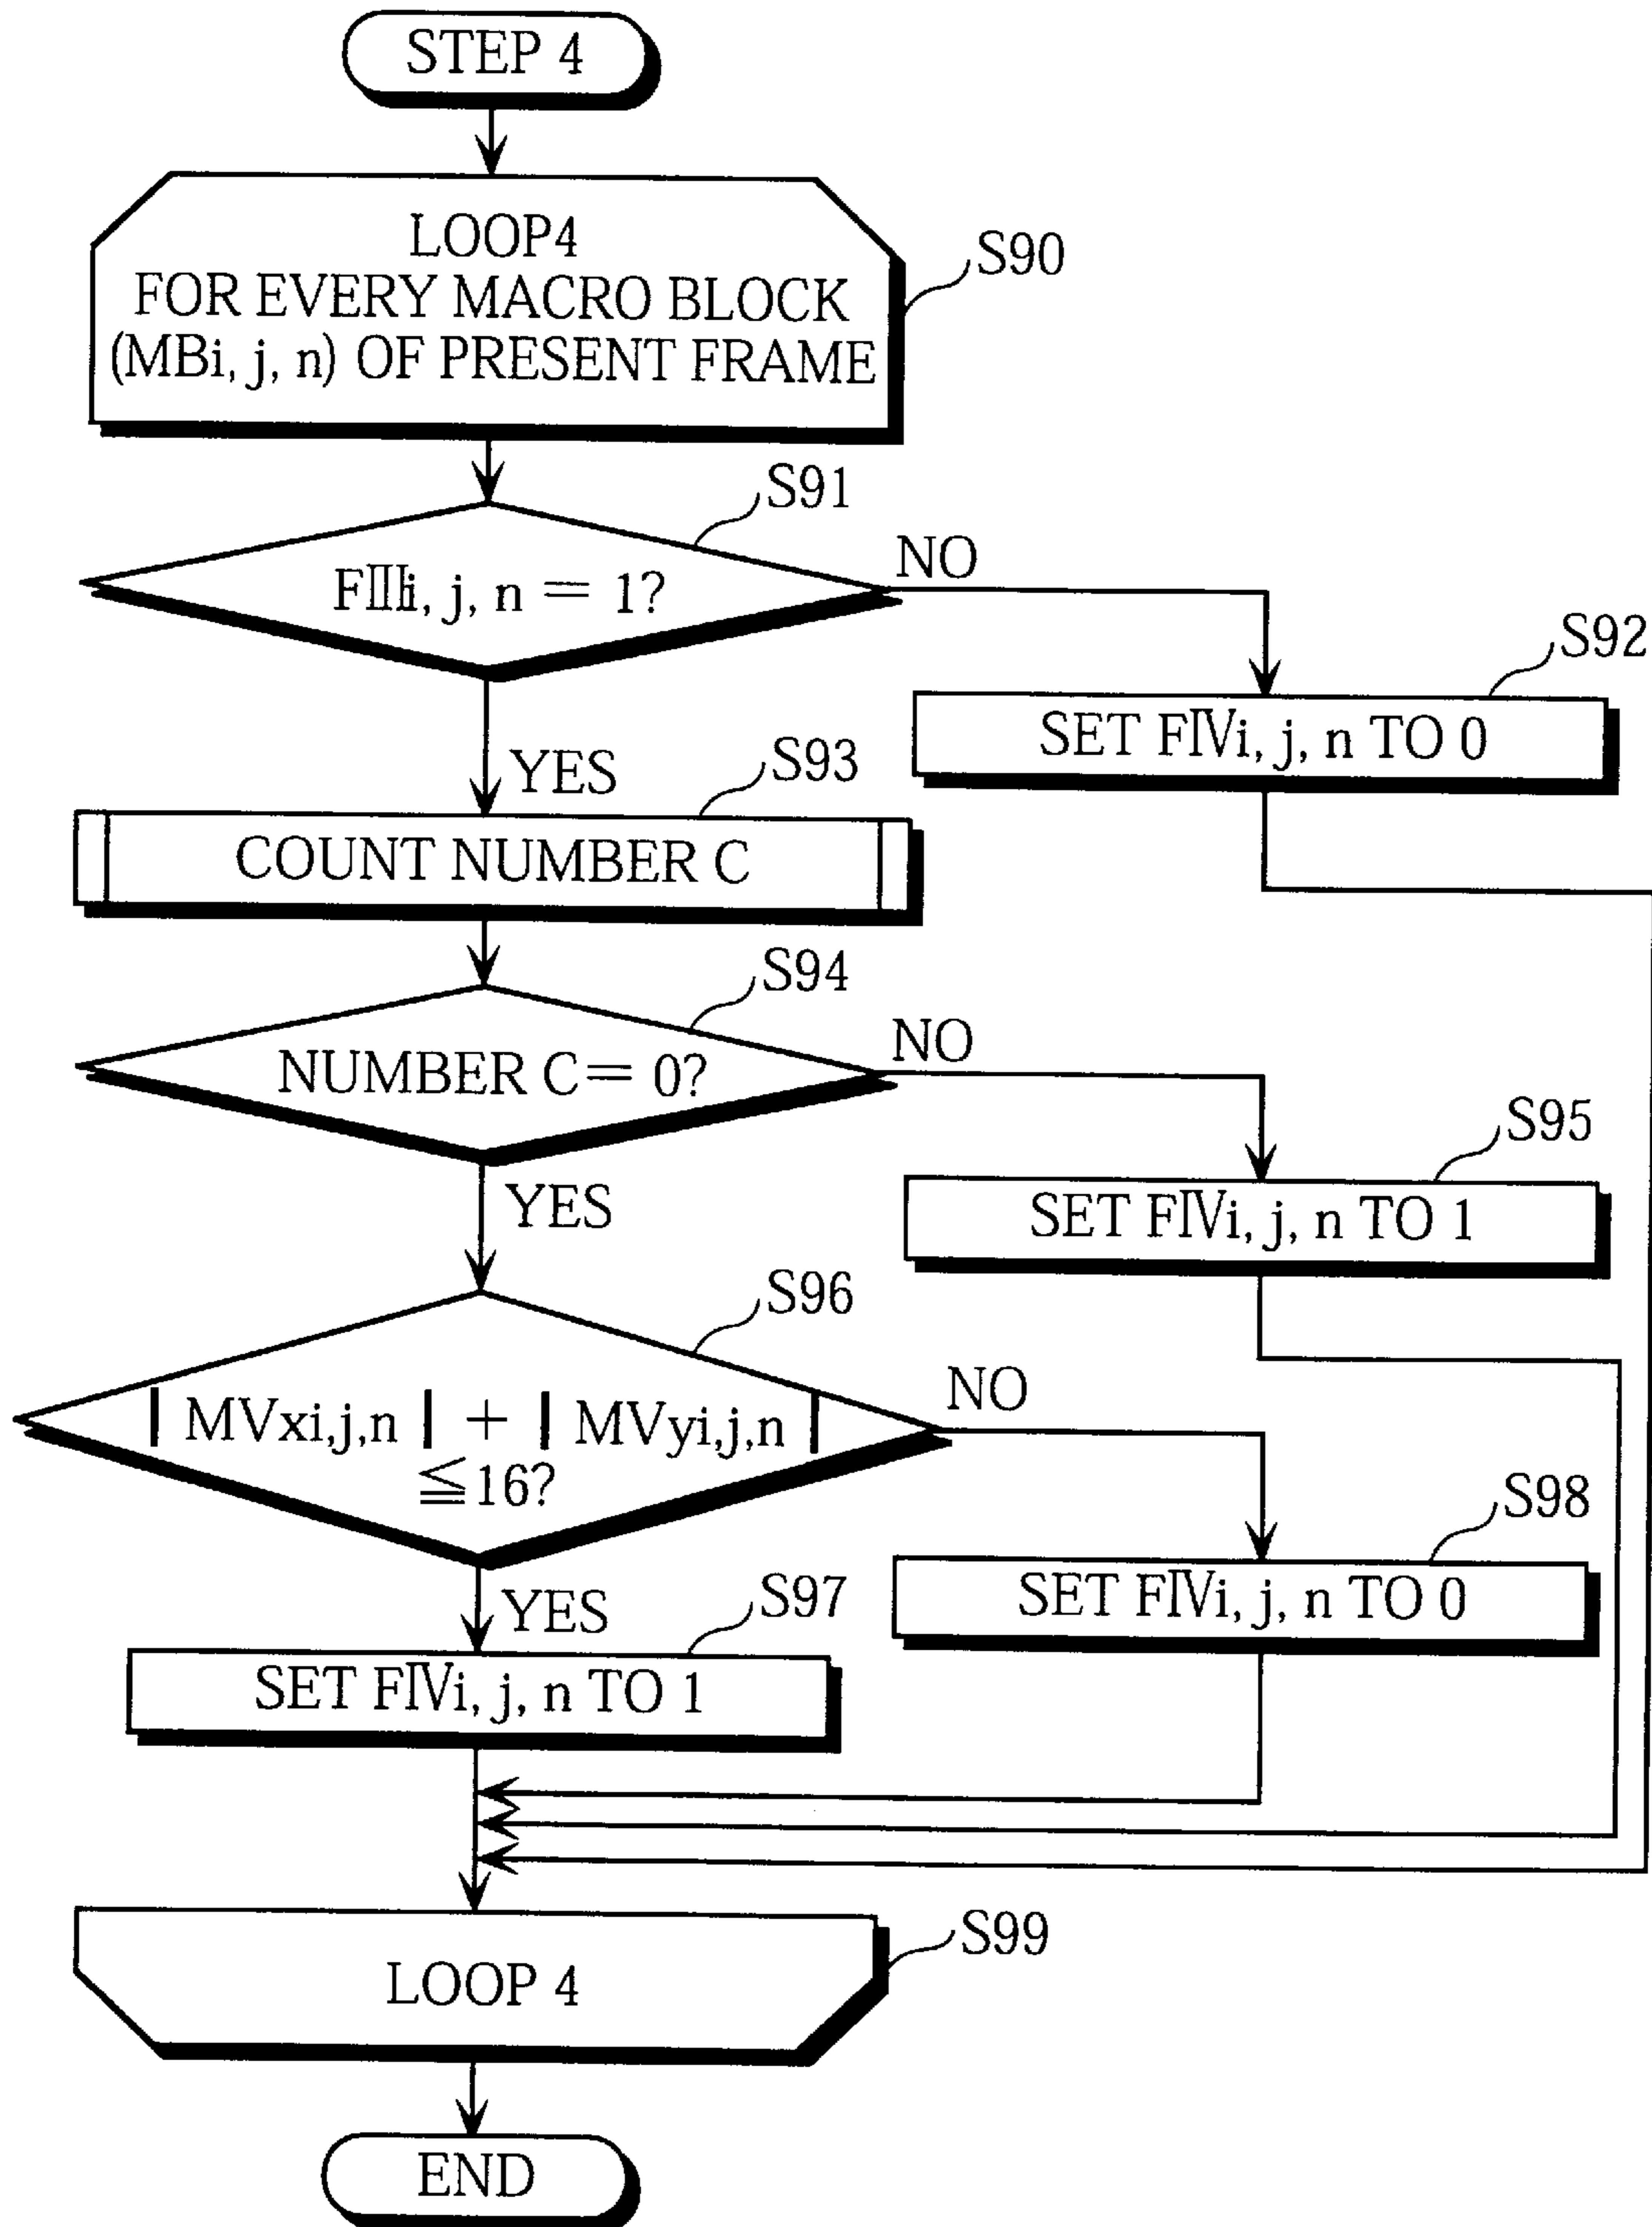 STEP 4
LOOP4
FOR EVERY MACRO BLOCK
(MBi, j, n) OF PRESENT FRAME
S90
S91
FⅢi, j, n = 1?
NO
S92
SET FⅣi, j, n TO 0
YES
S93
COUNT NUMBER C
S94
NUMBER C = 0?
NO
S95
SET FⅣi, j, n TO 1
YES
S96
| MVxi,j,n | + | MVyi,j,n |
≦16?
NO
S98
SET FⅣi, j, n TO 0
YES
S97
SET FⅣi, j, n TO 1
S99
LOOP 4
END